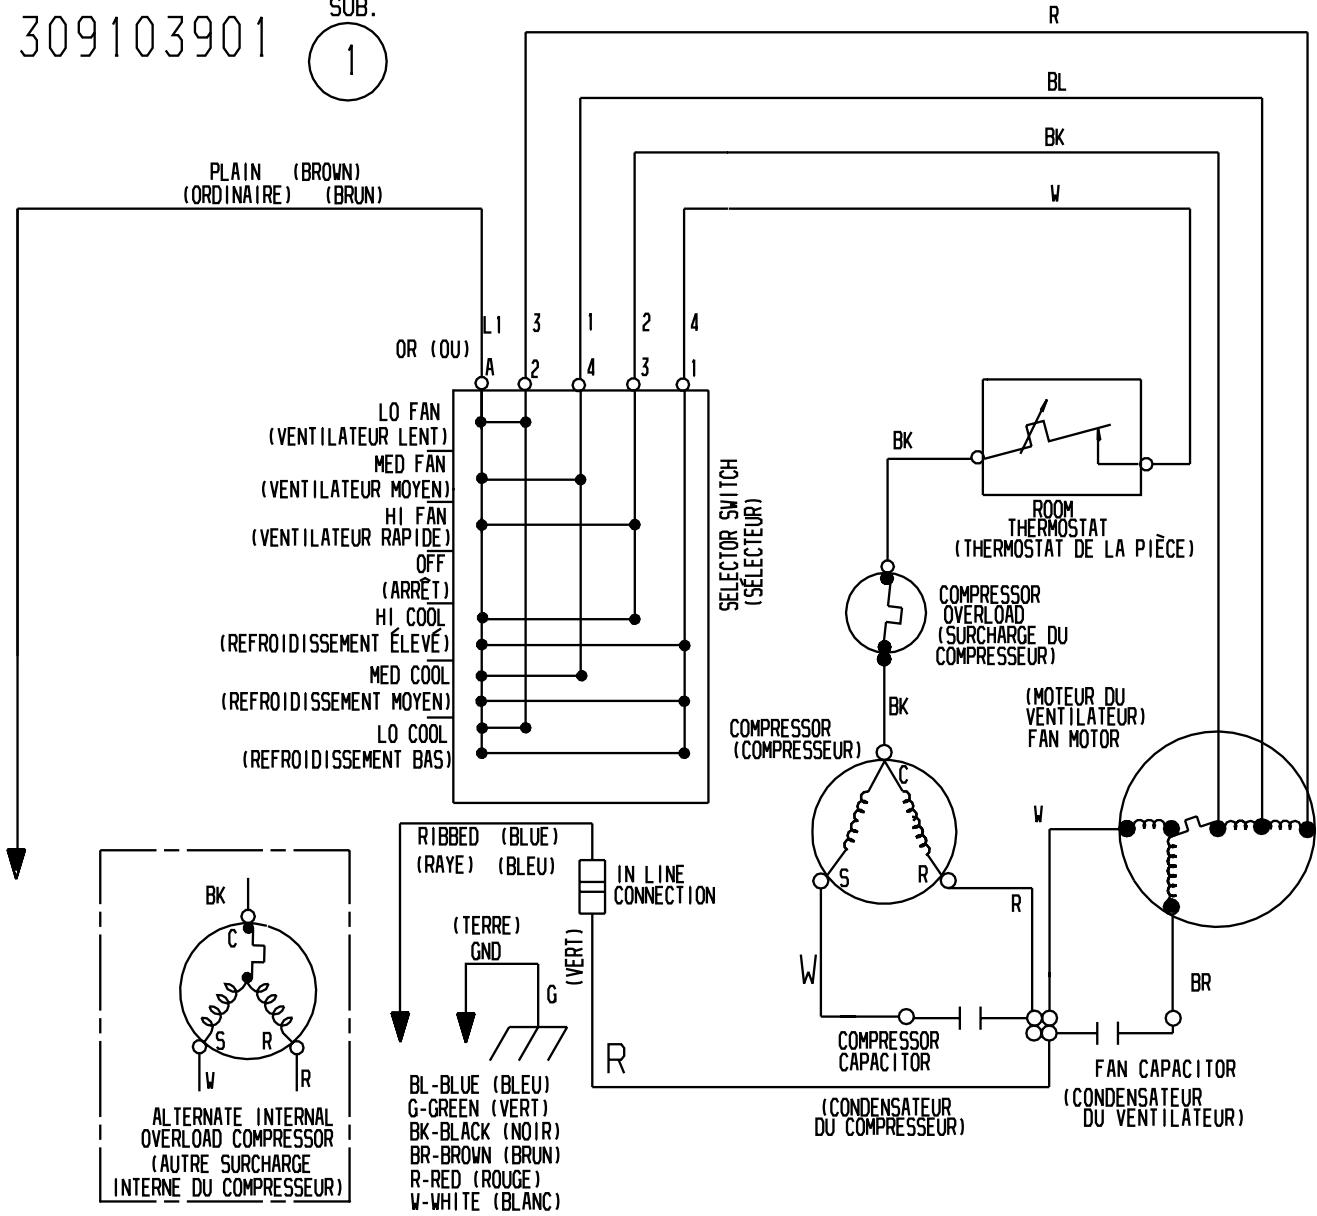 SUB.
309103901
1
R
BL
BK
W
PLAIN (BROWN)
(ORDINAIRE) (BRUN)
L1 3 1 2 4
OR (OU)
A 2 4 3 1
LO FAN
(VENTILATEUR LENT)
MED FAN
(VENTILATEUR MOYEN)
HI FAN
(VENTILATEUR RAPIDE)
OFF
(ARRÊT)
HI COOL
(REFROIDISSEMENT ÉLEVÉ)
MED COOL
(REFROIDISSEMENT MOYEN)
LO COOL
(REFROIDISSEMENT BAS)
SELECTOR SWITCH
(SÉLECTEUR)
BK
ROOM
THERMOSTAT
(THERMOSTAT DE LA PIÈCE)
COMPRESSOR
OVERLOAD
(SURCHARGE DU
COMPRESSEUR)
BK
COMPRESSOR
(COMPRESSEUR)
C
S
R
(MOTEUR DU
VENTILATEUR)
FAN MOTOR
W
R
W
BR
COMPRESSOR
CAPACITOR
(CONDENSATEUR
DU COMPRESSEUR)
FAN CAPACITOR
(CONDENSATEUR
DU VENTILATEUR)
RIBBED (BLUE)
(RAYE) (BLEU)
IN LINE
CONNECTION
(TERRE)
GND
(VERT)
G
R
BK
C
S
R
W
R
ALTERNATE INTERNAL
OVERLOAD COMPRESSOR
(AUTRE SURCHARGE
INTERNE DU COMPRESSEUR)
BL-BLUE (BLEU)
G-GREEN (VERT)
BK-BLACK (NOIR)
BR-BROWN (BRUN)
R-RED (ROUGE)
W-WHITE (BLANC)